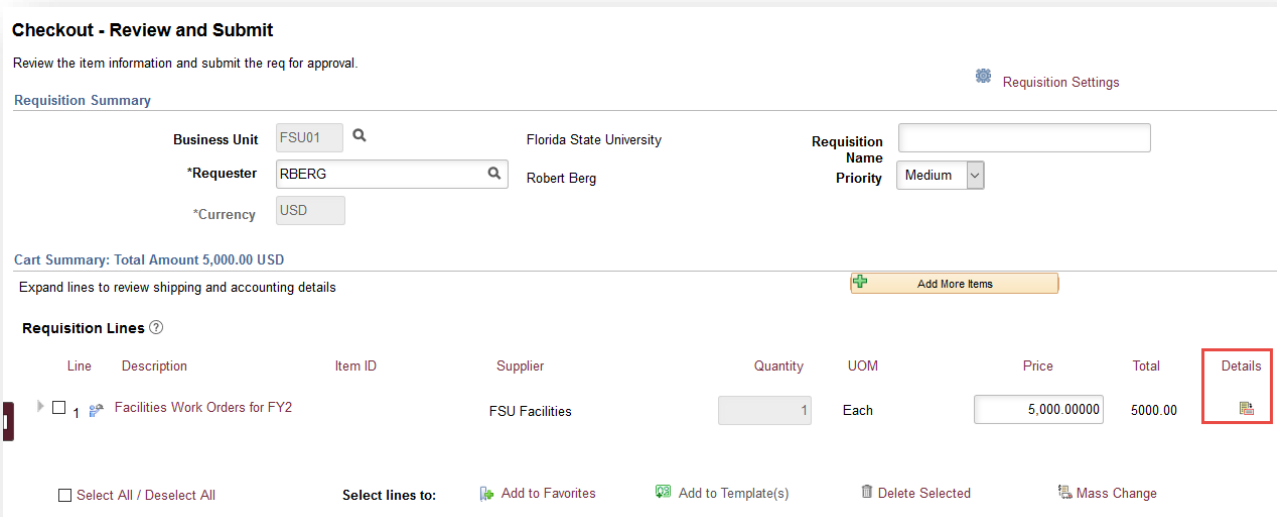 Checkout - Review and Submit
Review the item information and submit the req for approval.
Requisition Settings
Requisition Summary
Business Unit FSU01 Florida State University Requisition Name
*Requester RBERG Robert Berg Priority Medium
*Currency USD
Cart Summary: Total Amount 5,000.00 USD
Expand lines to review shipping and accounting details Add More Items
Requisition Lines ?
Line Description Item ID Supplier Quantity UOM Price Total Details
1 Facilities Work Orders for FY2 FSU Facilities 1 Each 5,000.00000 5000.00
Select All / Deselect All Select lines to: Add to Favorites Add to Template(s) Delete Selected Mass Change